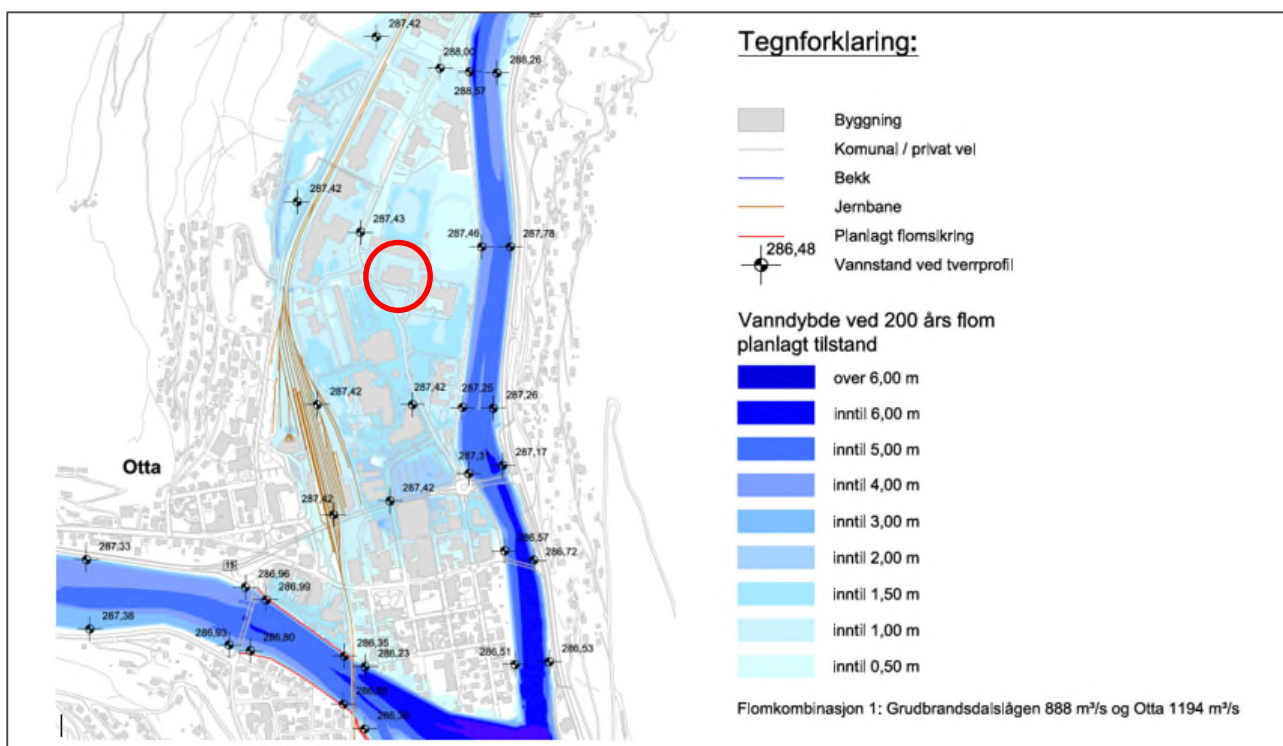 287,42
288,00
288,26
288,57
287,42
287,43
287,46
287,78
287,42
287,42
287,25
287,26
Otta
287,31
287,17
287,42
287,42
286,57
286,72
287,33
15
286,96
286,99
287,38
286,93
286,80
286,35
286,23
286,51
286,53
286,38
Tegnforklaring:
Byggning
Komunal / privat vei
Bekk
Jernbane
Planlagt flomsikring
286,48
Vannstand ved tverrprofil
Vanndybde ved 200 års flom
planlagt tilstand
over 6,00 m
inntil 6,00 m
inntil 5,00 m
inntil 4,00 m
inntil 3,00 m
inntil 2,00 m
inntil 1,50 m
inntil 1,00 m
inntil 0,50 m
Flomkombinasjon 1: Grudbrandsdalslågen 888 m³/s og Otta 1194 m³/s